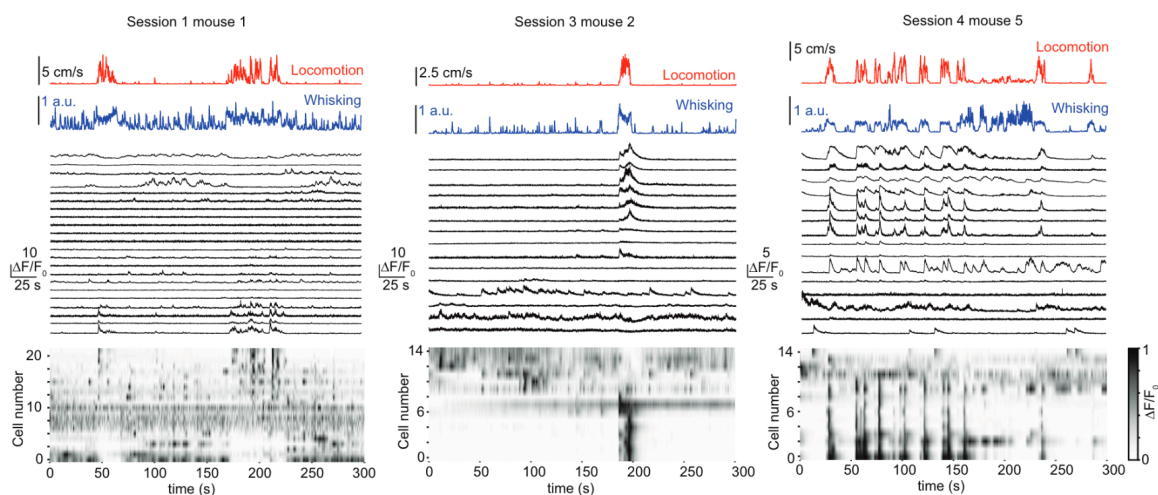 Session 1 mouse 1
5 cm/s
Locomotion
1 a.u.
Whisking
10
ΔF/F₀
25 s
Cell number
20
10
0
0 50 100 150 200 250 300
time (s)
Session 3 mouse 2
2.5 cm/s
Locomotion
1 a.u.
Whisking
10
ΔF/F₀
25 s
Cell number
14
6
0
0 50 100 150 200 250 300
time (s)
Session 4 mouse 5
5 cm/s
Locomotion
1 a.u.
Whisking
5
ΔF/F₀
25 s
Cell number
14
6
0
0 50 100 150 200 250 300
time (s)
1
0
ΔF/F₀